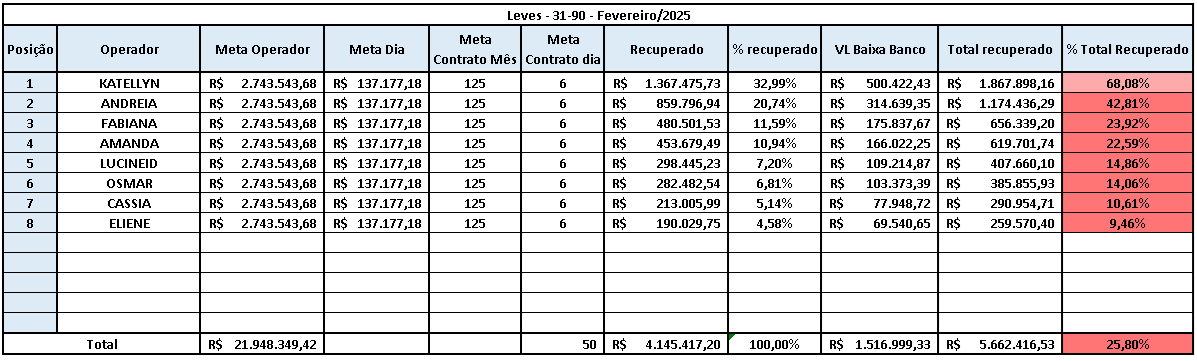 Leves - 31-90 - Fevereiro/2025
Posição Operador Meta Operador Meta Dia Meta Contrato Mês Meta Contrato dia Recuperado % recuperado VL Baixa Banco Total recuperado % Total Recuperado
1 KATELLYN R$ 2.743.543,68 R$ 137.177,18 125 6 R$ 1.367.475,73 32,99% R$ 500.422,43 R$ 1.867.898,16 68,08%
2 ANDREIA R$ 2.743.543,68 R$ 137.177,18 125 6 R$ 859.796,94 20,74% R$ 314.639,35 R$ 1.174.436,29 42,81%
3 FABIANA R$ 2.743.543,68 R$ 137.177,18 125 6 R$ 480.501,53 11,59% R$ 175.837,67 R$ 656.339,20 23,92%
4 AMANDA R$ 2.743.543,68 R$ 137.177,18 125 6 R$ 453.679,49 10,94% R$ 166.022,25 R$ 619.701,74 22,59%
5 LUCINEID R$ 2.743.543,68 R$ 137.177,18 125 6 R$ 298.445,23 7,20% R$ 109.214,87 R$ 407.660,10 14,86%
6 OSMAR R$ 2.743.543,68 R$ 137.177,18 125 6 R$ 282.482,54 6,81% R$ 103.373,39 R$ 385.855,93 14,06%
7 CASSIA R$ 2.743.543,68 R$ 137.177,18 125 6 R$ 213.005,99 5,14% R$ 77.948,72 R$ 290.954,71 10,61%
8 ELIENE R$ 2.743.543,68 R$ 137.177,18 125 6 R$ 190.029,75 4,58% R$ 69.540,65 R$ 259.570,40 9,46%
Total R$ 21.948.349,42 50 R$ 4.145.417,20 100,00% R$ 1.516.999,33 R$ 5.662.416,53 25,80%